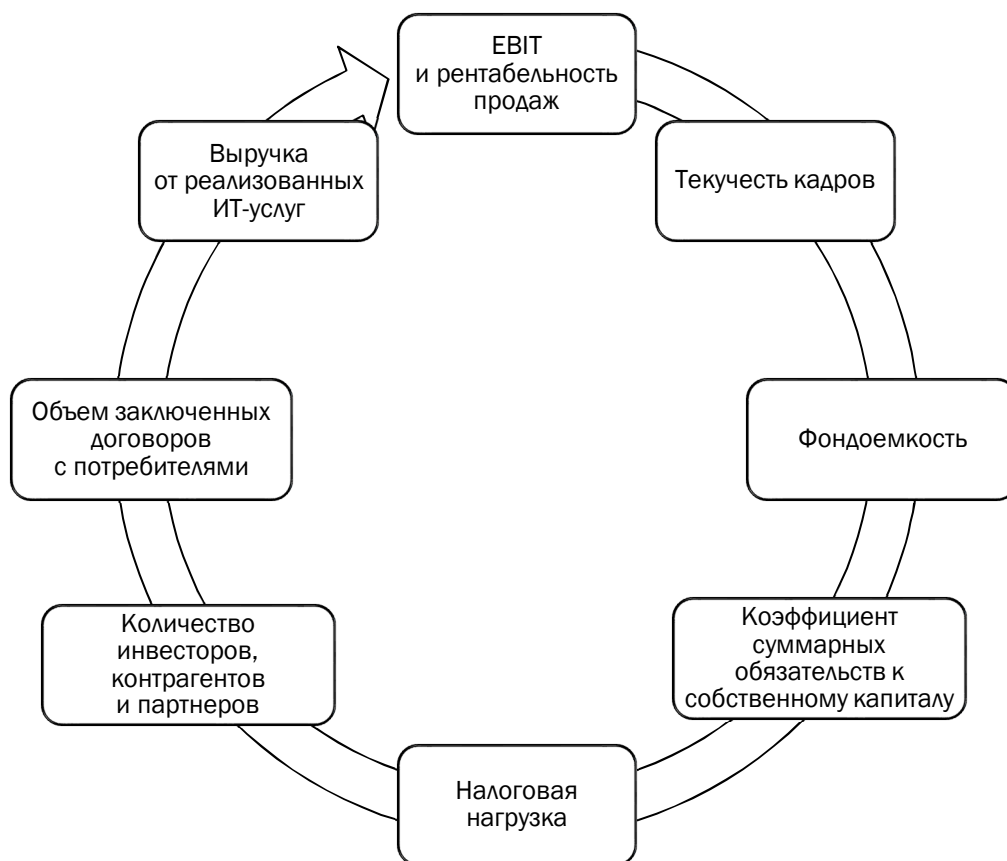 EBIT
и рентабельность
продаж
Текучесть кадров
Фондоемкость
Коэффициент
суммарных
обязательств к
собственному капиталу
Налоговая
нагрузка
Количество
инвесторов,
контрагентов
и партнеров
Объем заключенных
договоров
с потребителями
Выручка
от реализованных
ИТ-услуг